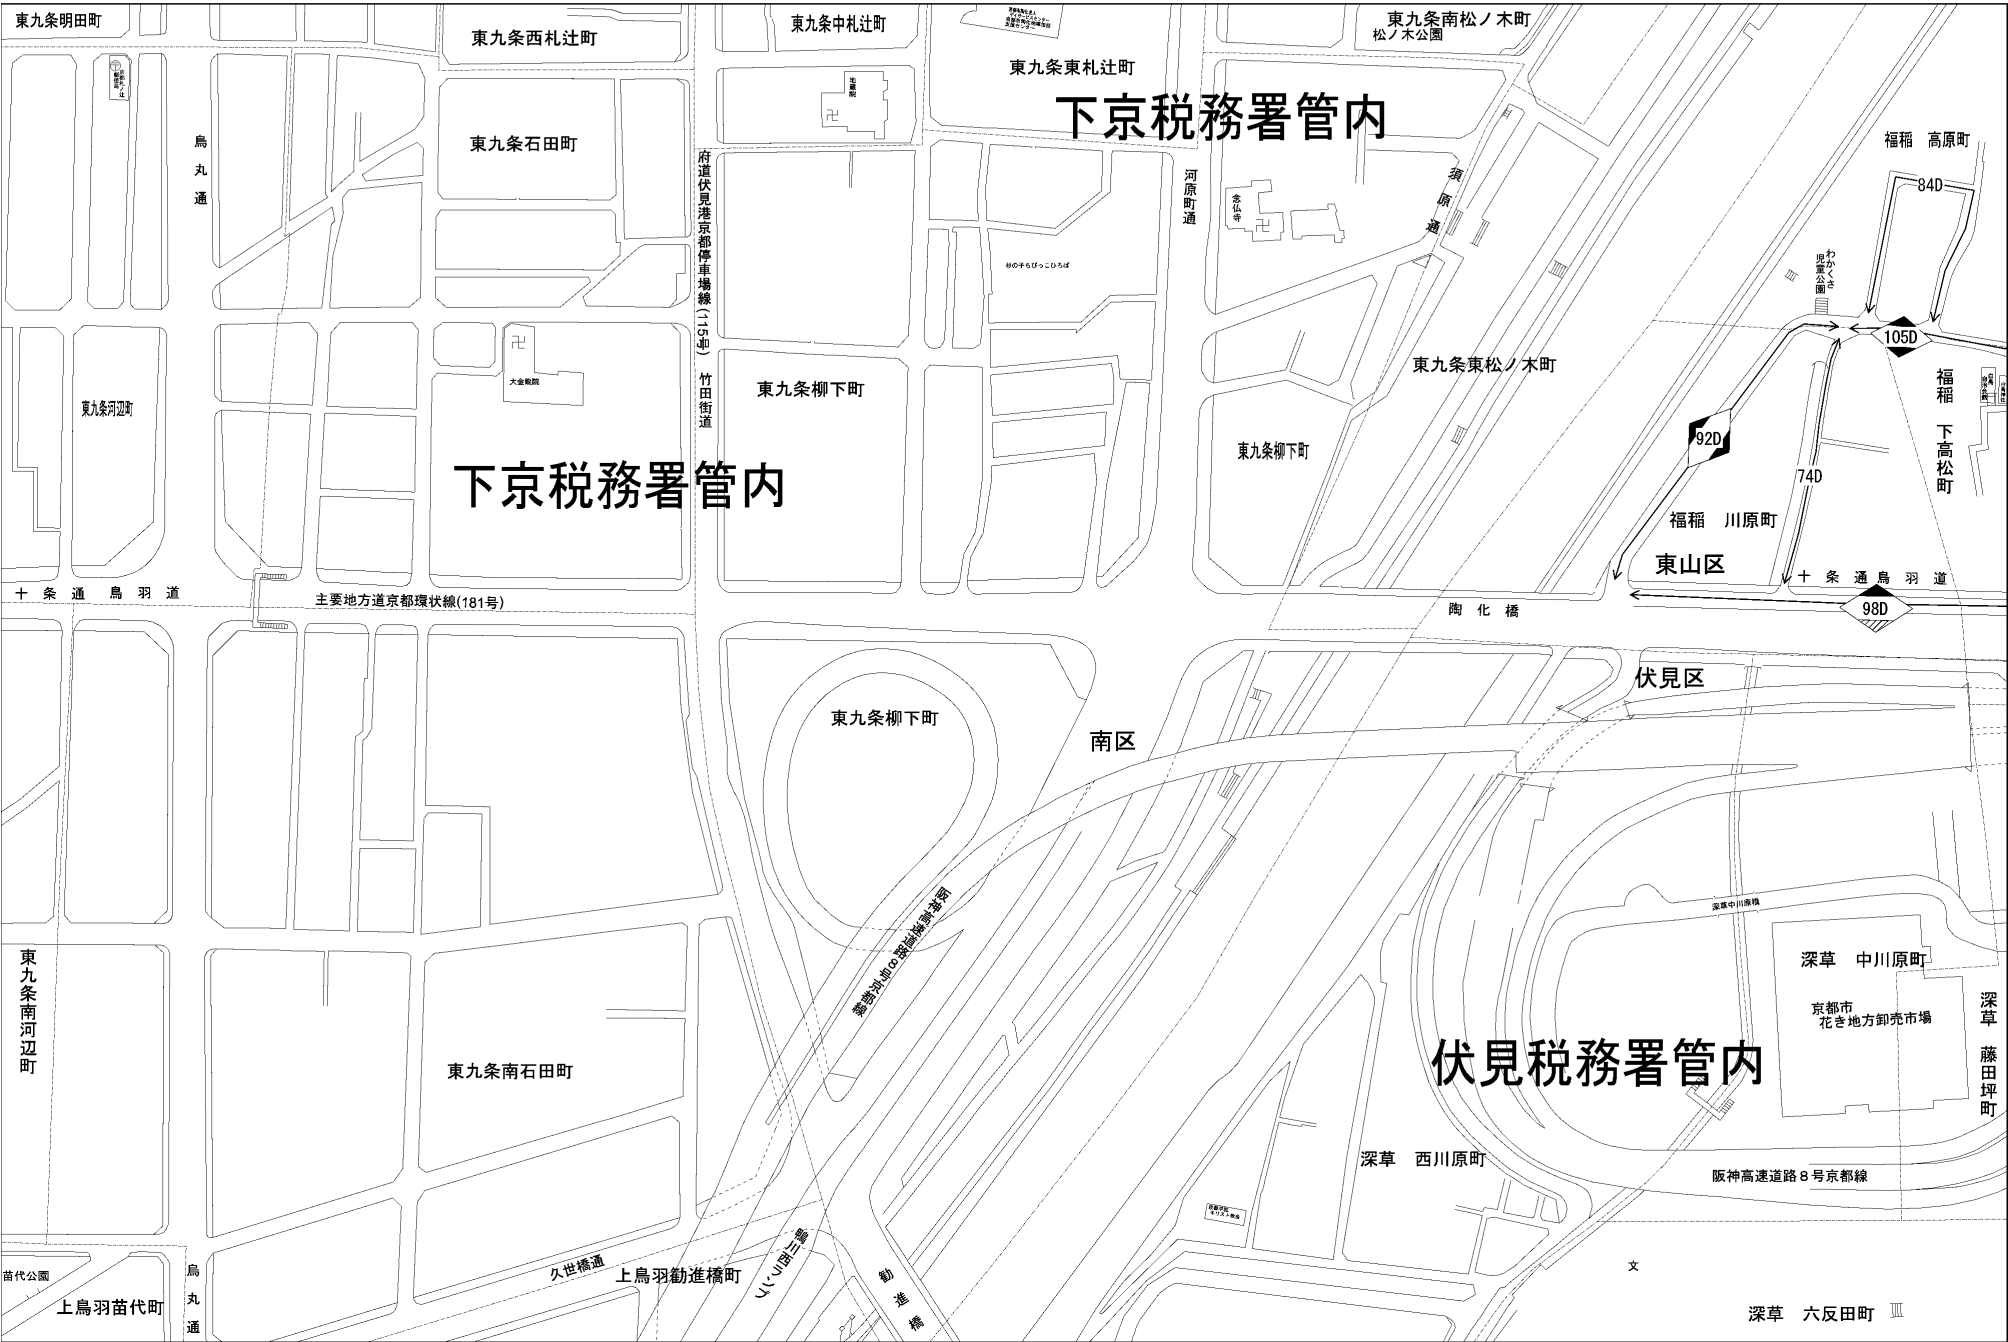 東九条明田町
東九条西札辻町
東九条中札辻町
東九条東札辻町
東九条南松ノ木町
松ノ木公園
下京税務署管内
地蔵院
烏丸通
東九条石田町
福稲 高原町
84D
府道伏見港京都停車場線(115号) 竹田街道
河原町通
須原通
念仏寺
杉の子ちびっこひろば
わかくさ
児童公園
105D
大金龍院
東九条河辺町
東九条柳下町
東九条東松ノ木町
福稲 下高松町
92D
東九条柳下町
74D
下京税務署管内
福稲 川原町
東山区
十条通 鳥羽道
主要地方道京都環状線(181号)
陶化橋
十条通鳥羽道
98D
伏見区
東九条柳下町
南区
阪神高速道路8号京都線
深草中川原橋
東九条南河辺町
深草 中川原町
京都市
花き地方卸売市場
深草 藤田坪町
伏見税務署管内
東九条南石田町
深草 西川原町
阪神高速道路8号京都線
苗代公園
上鳥羽苗代町
烏丸通
久世橋通
上鳥羽勧進橋町
鴨川西ランプ
勧進橋
文
深草 六反田町